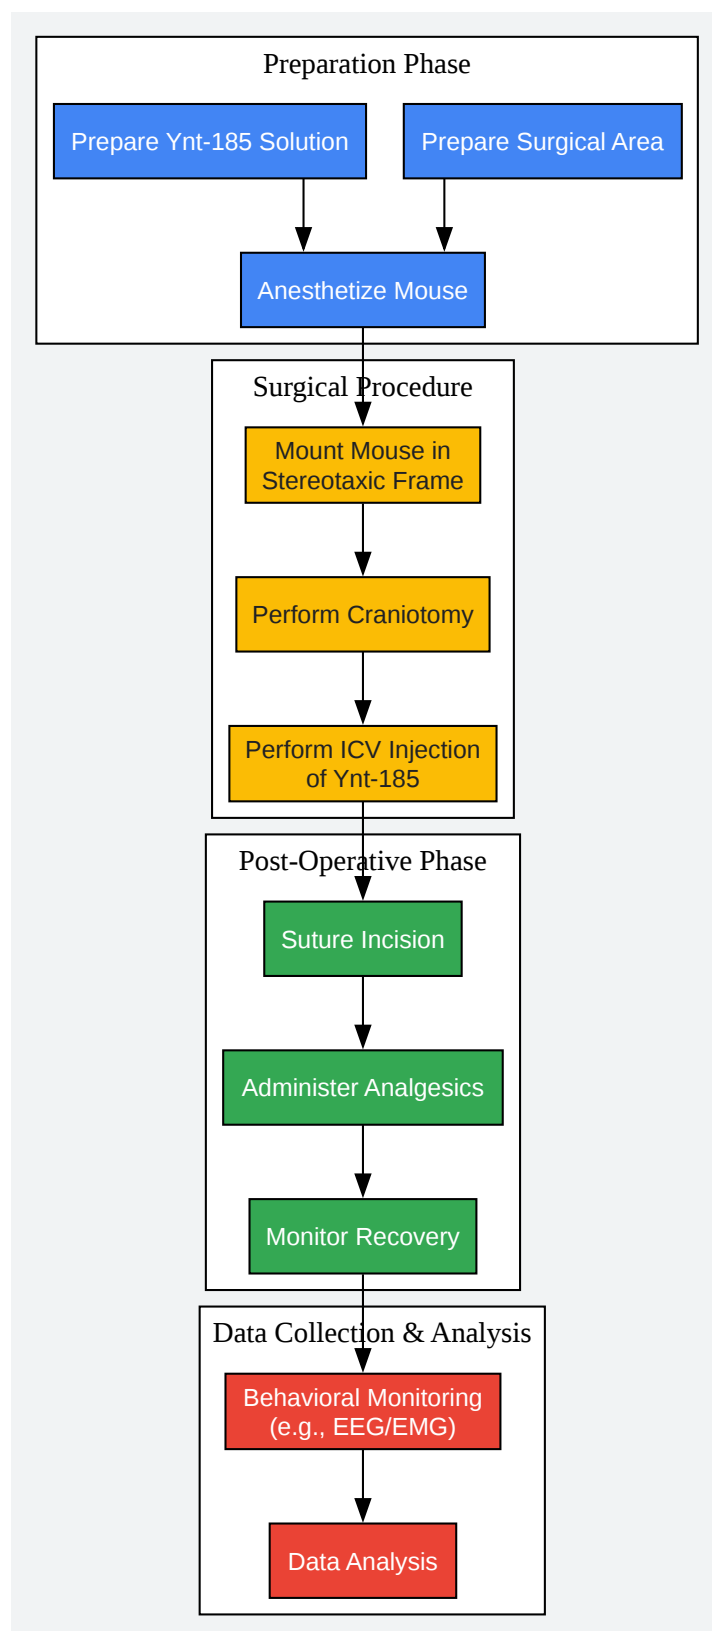 Preparation Phase
Prepare Ynt-185 Solution
Prepare Surgical Area
Anesthetize Mouse
Surgical Procedure
Mount Mouse in
Stereotaxic Frame
Perform Craniotomy
Perform ICV Injection
of Ynt-185
Post-Operative Phase
Suture Incision
Administer Analgesics
Monitor Recovery
Data Collection & Analysis
Behavioral Monitoring
(e.g., EEG/EMG)
Data Analysis